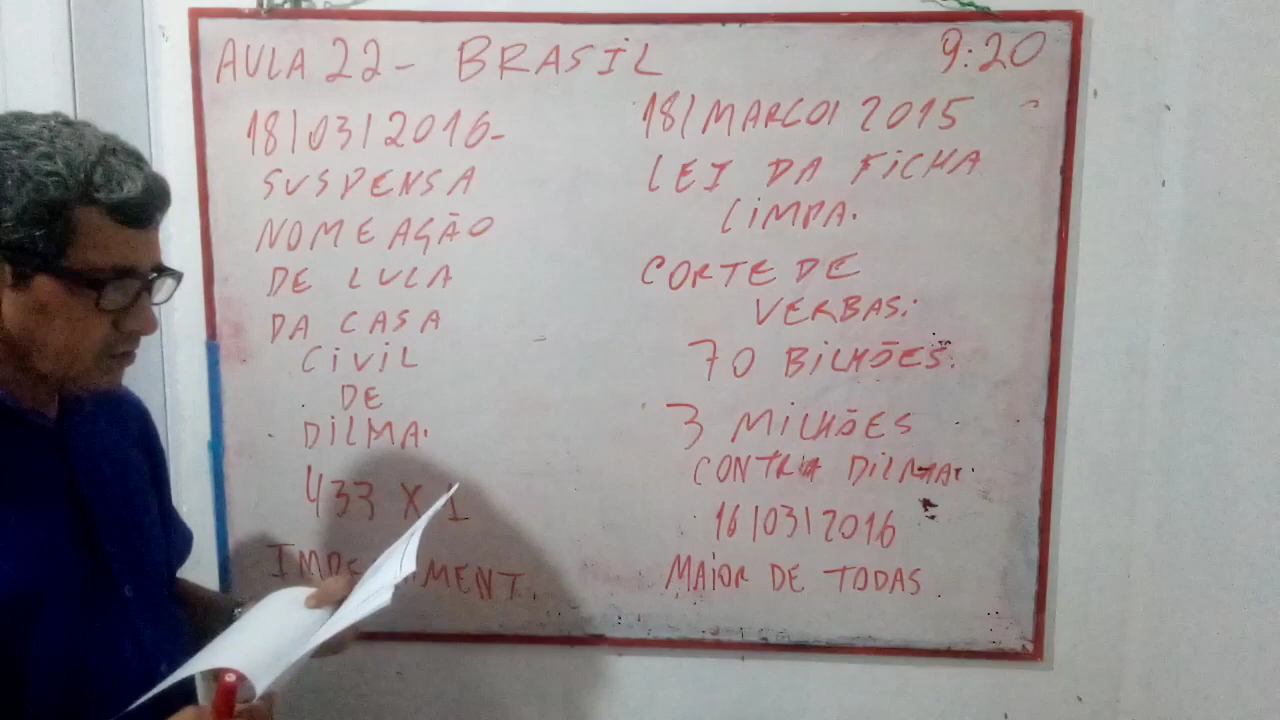 AULA 22 - BRASIL
9:20
18/03/2016-
SUSPENSA
NOMEAÇÃO
DE LULA
DA CASA
CIVIL
DE
DILMA.
433 X 1
18/MARCO/2015
LEI DA FICHA
LIMPA.
CORTE DE
VERBAS:
70 BILHÕES.
3 MILHÕES
CONTRA DILMA.
16/03/2016
MAIOR DE TODAS.